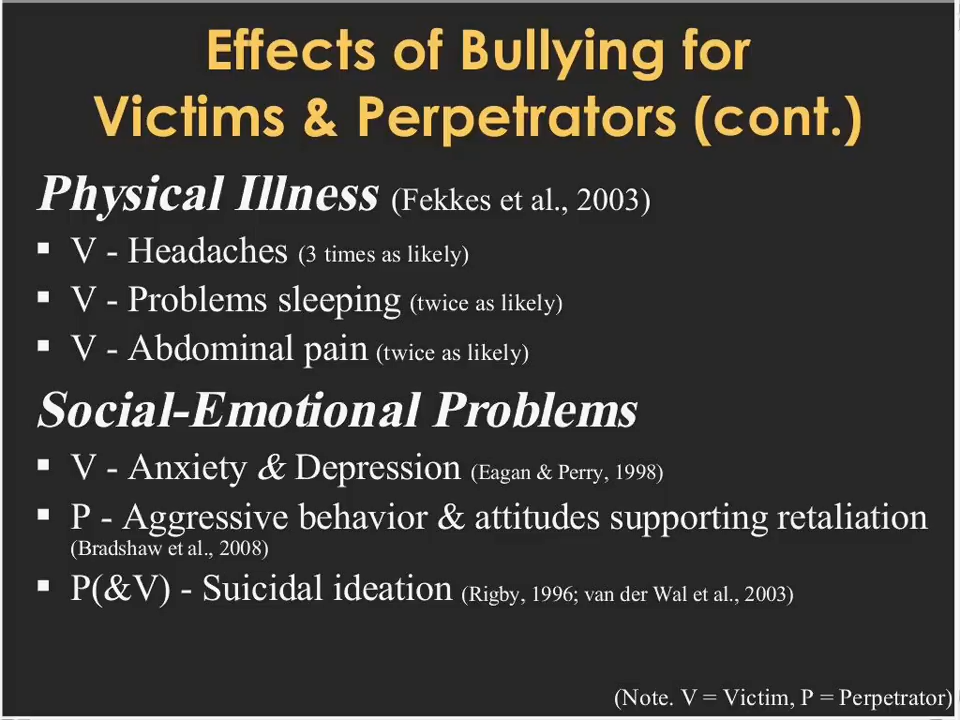 Effects of Bullying for
Victims & Perpetrators (cont.)
Physical Illness (Fekkes et al., 2003)
▪ V - Headaches (3 times as likely)
▪ V - Problems sleeping (twice as likely)
▪ V - Abdominal pain (twice as likely)
Social-Emotional Problems
▪ V - Anxiety & Depression (Eagan & Perry, 1998)
▪ P - Aggressive behavior & attitudes supporting retaliation
(Bradshaw et al., 2008)
▪ P(&V) - Suicidal ideation (Rigby, 1996; van der Wal et al., 2003)
(Note. V = Victim, P = Perpetrator)